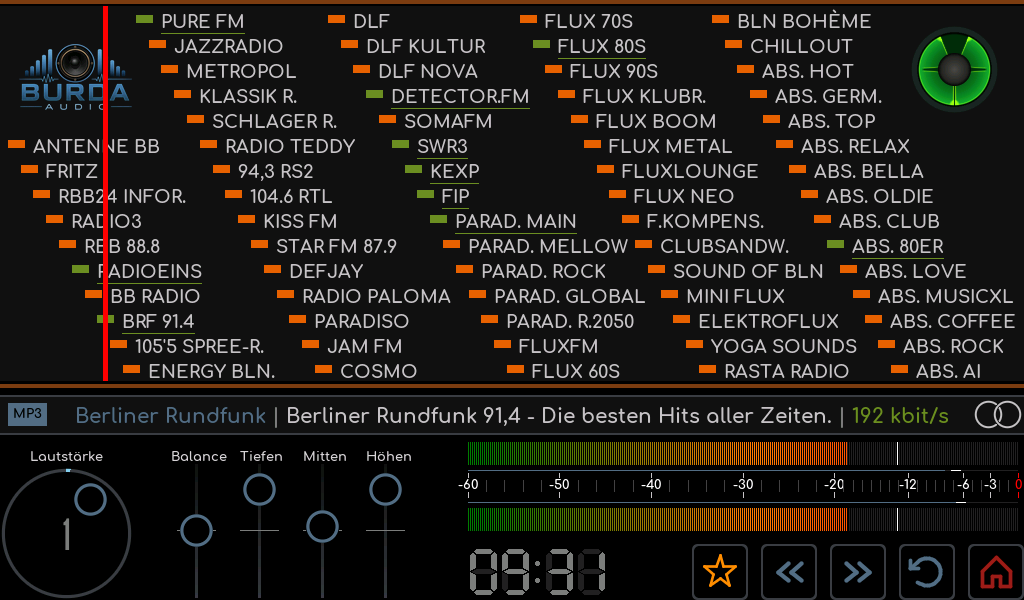 PURE FM
JAZZRADIO
METROPOL
KLASSIK R.
SCHLAGER R.
BURDA
AUDIO
ANTENNE BB
FRITZ
RBB24 INFOR.
RADIO3
RBB 88.8
RADIOEINS
BB RADIO
BRF 91.4
105'5 SPREE-R.
ENERGY BLN.
DLF
DLF KULTUR
DLF NOVA
DETECTOR.FM
SOMAFM
RADIO TEDDY
94,3 RS2
104.6 RTL
KISS FM
STAR FM 87.9
DEFJAY
RADIO PALOMA
PARADISO
JAM FM
COSMO
FLUX 70S
FLUX 80S
FLUX 90S
FLUX KLUBR.
FLUX BOOM
SWR3
KEXP
FIP
PARAD. MAIN
PARAD. MELLOW
PARAD. ROCK
PARAD. GLOBAL
PARAD. R.2050
FLUXFM
FLUX 60S
BLN BOHÈME
CHILLOUT
ABS. HOT
ABS. GERM.
ABS. TOP
FLUX METAL
FLUXLOUNGE
FLUX NEO
F.KOMPENS.
CLUBSANDW.
SOUND OF BLN
MINI FLUX
ELEKTROFLUX
YOGA SOUNDS
RASTA RADIO
ABS. RELAX
ABS. BELLA
ABS. OLDIE
ABS. CLUB
ABS. 80ER
ABS. LOVE
ABS. MUSICXL
ABS. COFFEE
ABS. ROCK
ABS. AI
MP3 Berliner Rundfunk | Berliner Rundfunk 91,4 - Die besten Hits aller Zeiten. | 192 kbit/s
Lautstärke
1
Balance Tiefen Mitten Höhen
-60 -50 -40 -30 -20 -12 -6 -3 0
09:31